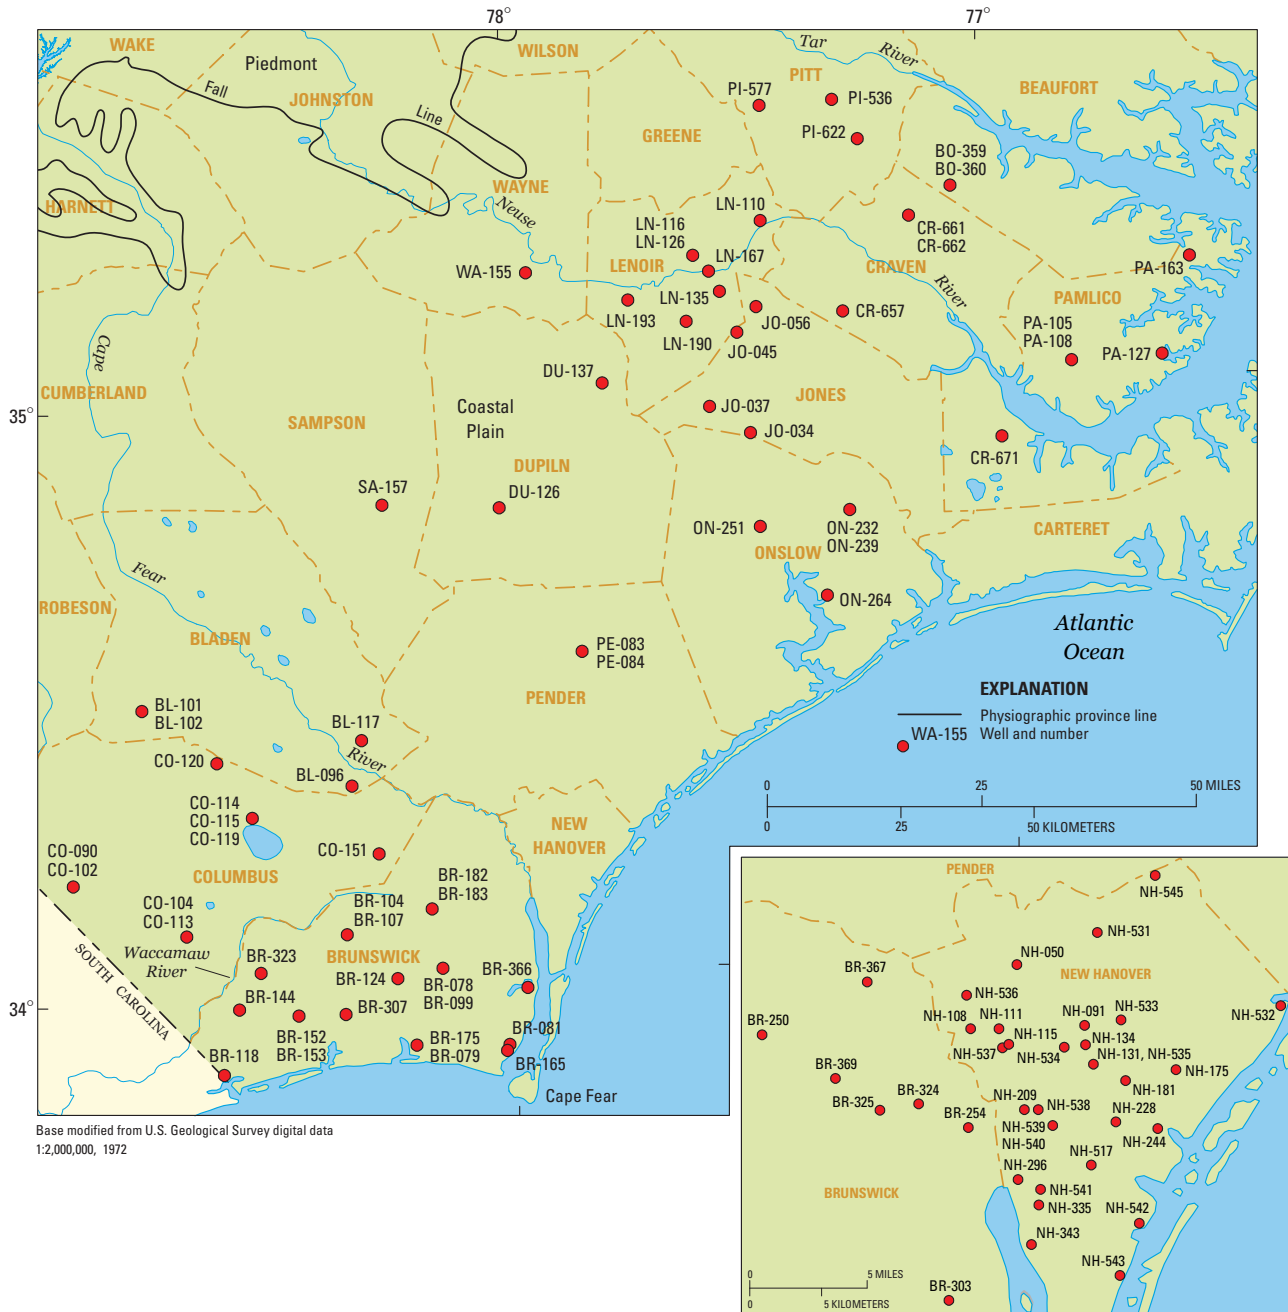 78°
77°
WAKE
Piedmont
Fall
Line
JOHNSTON
WILSON
Tar
River
PITT
BEAUFORT
PI-577
PI-536
PI-622
GREENE
BO-359
BO-360
HARNETT
WAYNE
Neuse
LN-110
LN-116
LN-126
LN-167
LENOIR
WA-155
CR-661
CR-662
CRAVEN
River
PA-163
PAMLICO
LN-135
LN-193
LN-190
JO-056
JO-045
CR-657
PA-105
PA-108
PA-127
Cape
CUMBERLAND
DU-137
JONES
35°
SAMPSON
Coastal
Plain
JO-037
JO-034
CR-671
DUPILN
SA-157
DU-126
ON-251
ON-232
ON-239
ONSLOW
CARTERET
Fear
ROBESON
BLADEN
ON-264
Atlantic
Ocean
PE-083
PE-084
PENDER
EXPLANATION
Physiographic province line
WA-155
Well and number
BL-101
BL-102
BL-117
River
CO-120
BL-096
0
25
50 MILES
0
25
50 KILOMETERS
CO-114
CO-115
CO-119
NEW
HANOVER
CO-151
CO-090
CO-102
COLUMBUS
BR-182
BR-183
BR-104
BR-107
CO-104
CO-113
Waccamaw
River
BRUNSWICK
BR-323
BR-124
BR-078
BR-099
BR-366
SOUTH CAROLINA
34°
BR-144
BR-307
BR-152
BR-153
BR-175
BR-079
BR-081
BR-165
BR-118
Cape Fear
Base modified from U.S. Geological Survey digital data
1:2,000,000, 1972
PENDER
NH-545
NH-531
NH-050
NEW HANOVER
BR-367
NH-536
BR-250
NH-108
NH-111
NH-091
NH-533
NH-532
NH-115
NH-134
NH-537
NH-534
NH-131, NH-535
NH-175
BR-369
NH-181
BR-324
BR-325
BR-254
NH-209
NH-538
NH-228
NH-539
NH-540
NH-244
NH-517
NH-296
BRUNSWICK
NH-541
NH-335
NH-542
NH-343
NH-543
0
5 MILES
BR-303
0
5 KILOMETERS